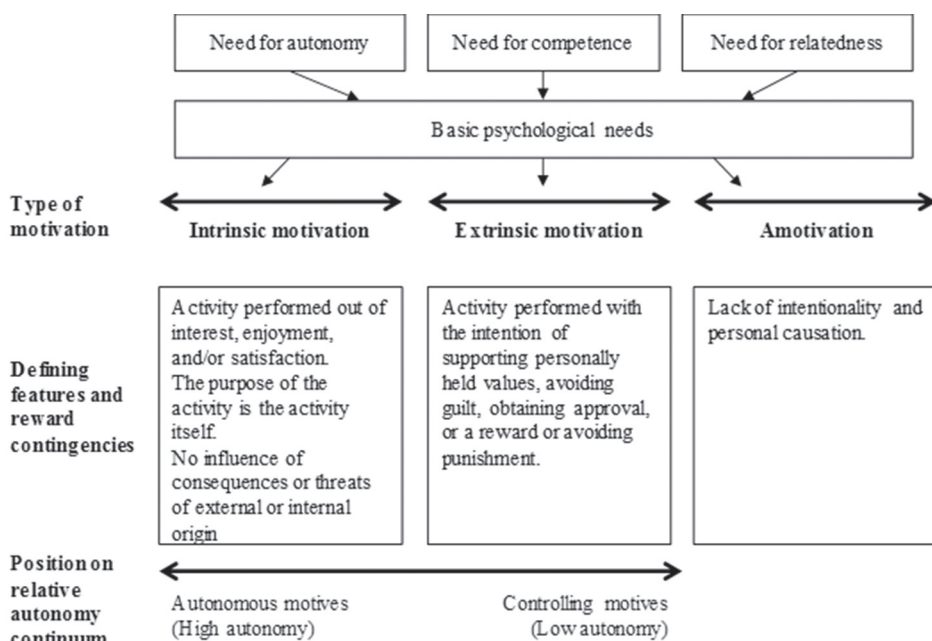 Need for autonomy
Need for competence
Need for relatedness
Basic psychological needs
Type of
motivation
Intrinsic motivation
Extrinsic motivation
Amotivation
Defining
features and
reward
contingencies
Activity performed out of
interest, enjoyment,
and/or satisfaction.
The purpose of the
activity is the activity
itself.
No influence of
consequences or threats
of external or internal
origin
Activity performed with
the intention of
supporting personally
held values, avoiding
guilt, obtaining approval,
or a reward or avoiding
punishment.
Lack of intentionality and
personal causation.
Position on
relative
autonomy
continuum
Autonomous motives
(High autonomy)
Controlling motives
(Low autonomy)